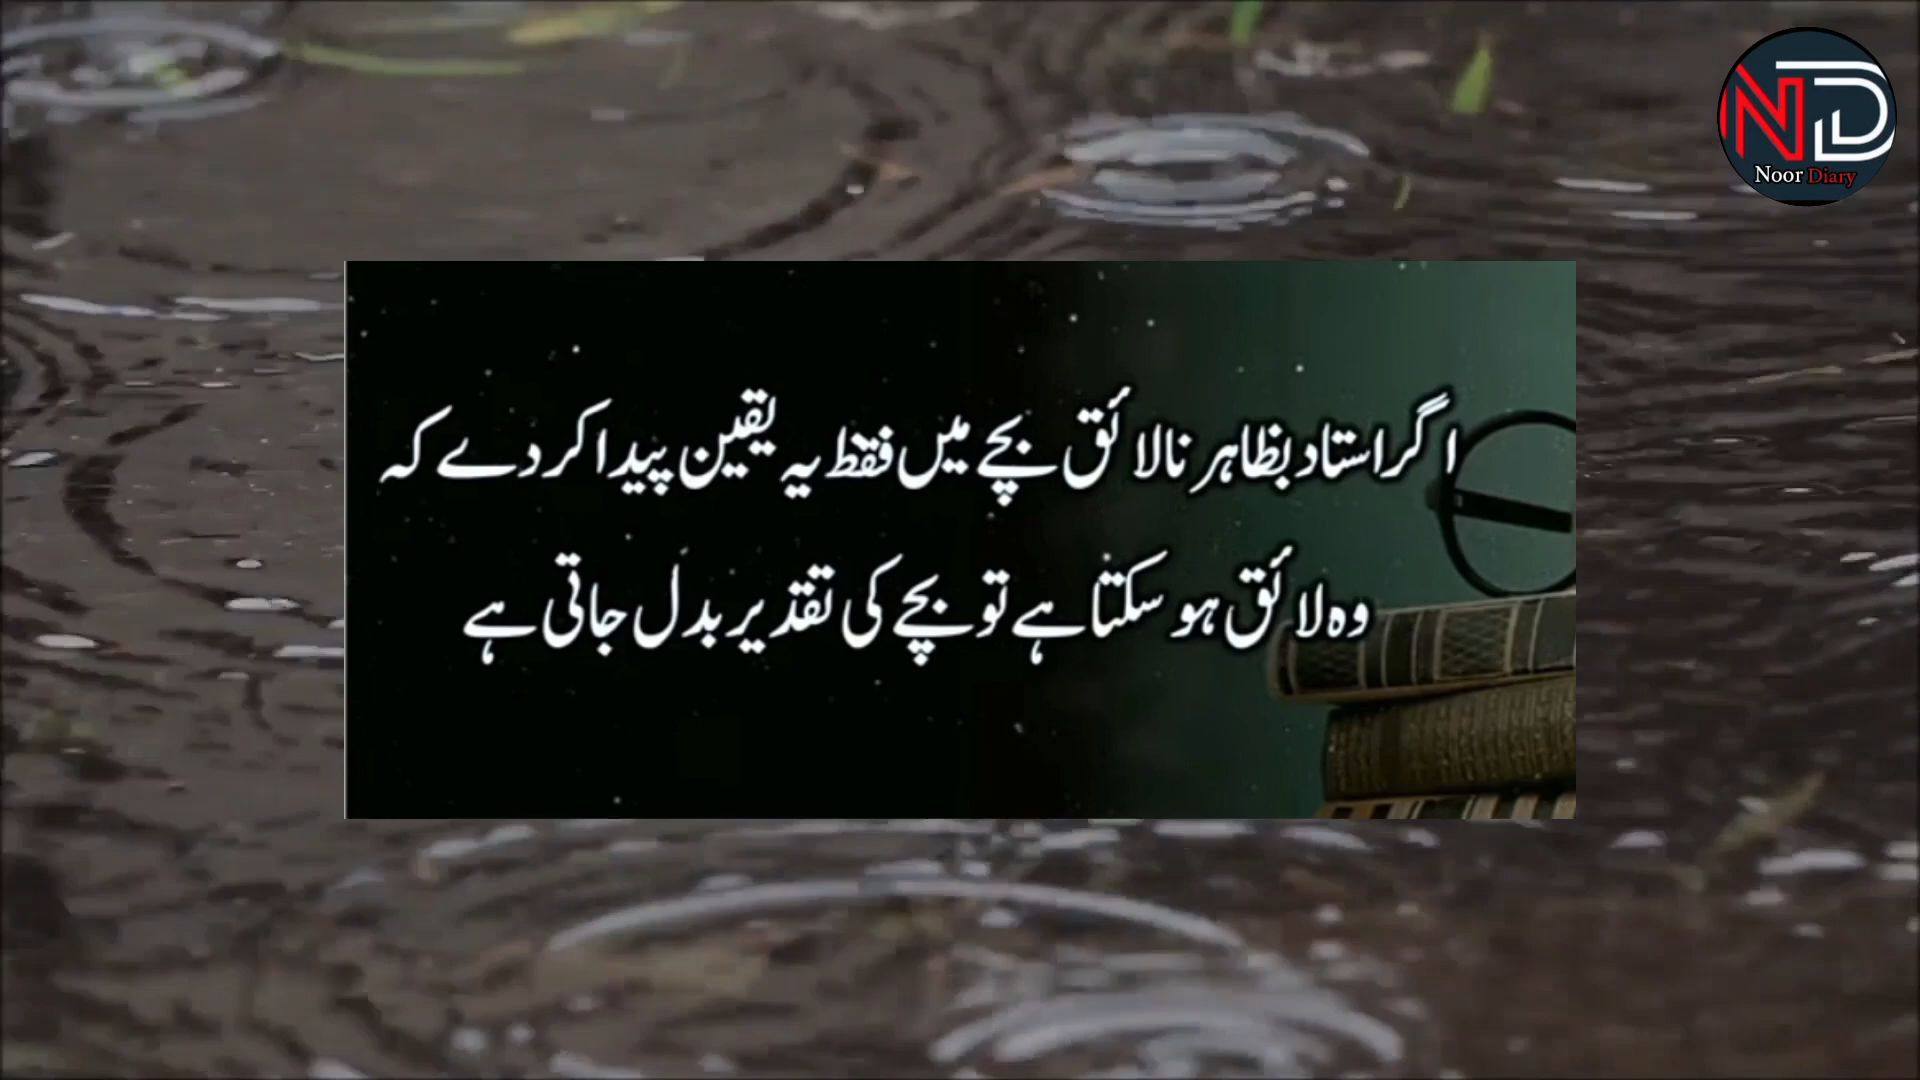 ND
Noor Diary
اگر استاد بظاہر نالائق بچے میں فقط یہ یقین پیدا کر دے کہ
وہ لائق ہو سکتا ہے تو بچے کی تقدیر بدل جاتی ہے